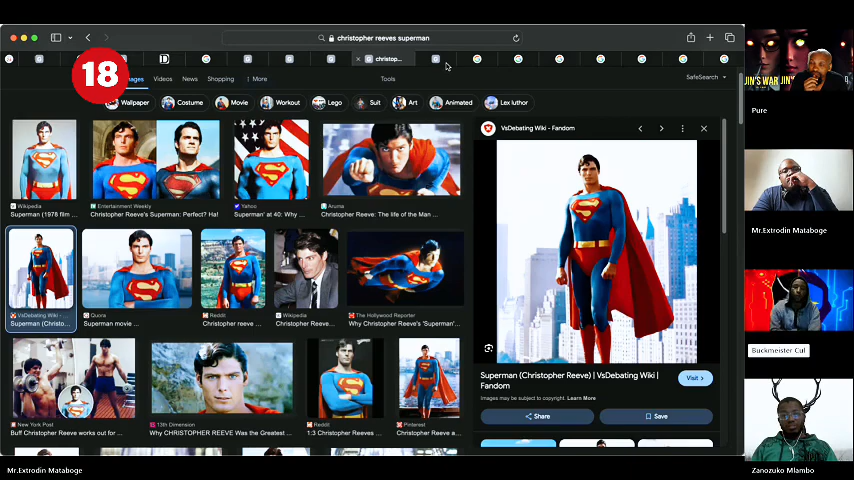 christopher reeves superman
christop...
18
Images
Videos
News
Shopping
More
Tools
SafeSearch
Wallpaper
Costume
Movie
Workout
Lego
Suit
Art
Animated
Lex luthor
Wikipedia
Superman (1978 film ...
Entertainment Weekly
Christopher Reeve's Superman: Perfect? Ha!
Yahoo
Superman' at 40: Why ...
Aruma
Christopher Reeve: The life of the Man ...
VsDebating Wiki - ...
Superman (Christo...
Quora
Superman movie ...
Reddit
Christopher reeve ...
Wikipedia
Christopher Reeve...
The Hollywood Reporter
Why Christopher Reeve's 'Superman'...
New York Post
Buff Christopher Reeve works out for ...
13th Dimension
Why CHRISTOPHER REEVE Was the Greatest ...
Reddit
1:3 Christopher Reeves ...
Pinterest
Christopher Reeve a...
VsDebating Wiki - Fandom
Superman (Christopher Reeve) | VsDebating Wiki |
Fandom
Visit >
Images may be subject to copyright. Learn More
Share
Save
JIN'S WAR
JIN'S
Pure
Mr.Extrodin Mataboge
Buckmeister Cul
Zanozuko Mlambo
Mr.Extrodin Mataboge